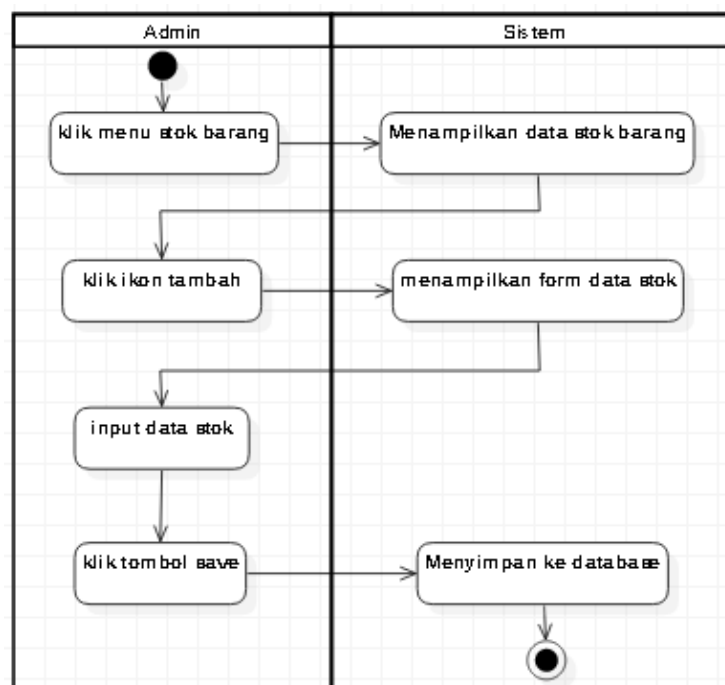 Admin
Sistem
klik menu stok barang
Menampilkan data stok barang
klik ikon tambah
menampilkan form data stok
input data stok
klik tombol save
Menyimpan ke database